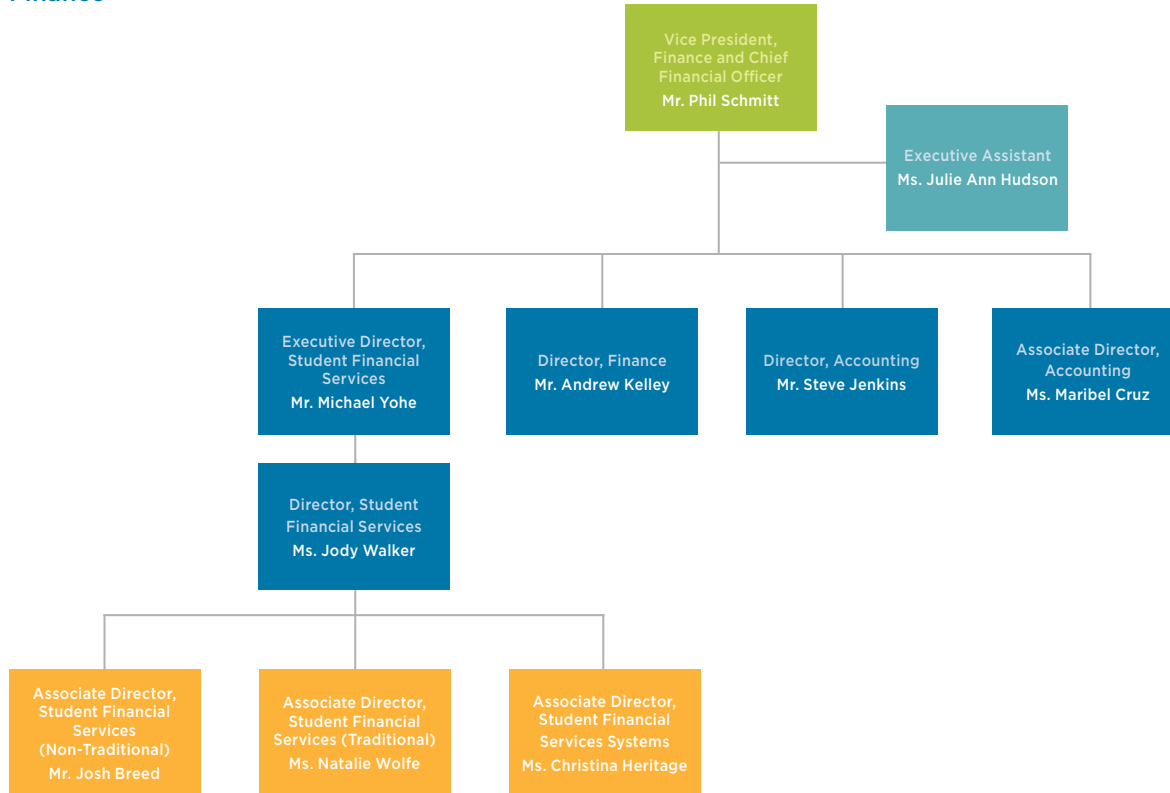 Finance
Vice President,
Finance and Chief
Financial Officer
Mr. Phil Schmitt
Executive Assistant
Ms. Julie Ann Hudson
Executive Director,
Student Financial
Services
Mr. Michael Yohe
Director, Finance
Mr. Andrew Kelley
Director, Accounting
Mr. Steve Jenkins
Associate Director,
Accounting
Ms. Maribel Cruz
Director, Student
Financial Services
Ms. Jody Walker
Associate Director,
Student Financial
Services
(Non-Traditional)
Mr. Josh Breed
Associate Director,
Student Financial
Services (Traditional)
Ms. Natalie Wolfe
Associate Director,
Student Financial
Services Systems
Ms. Christina Heritage